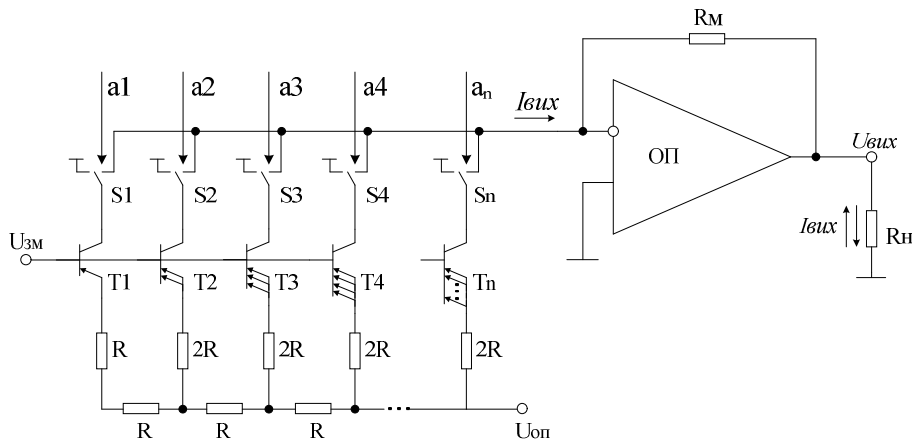 Rм
a1 a2 a3 a4 aₙ
Iвих
ОП
Uвих
S1 S2 S3 S4 Sn
Uзм
Iвих
Rн
T1 T2 T3 T4 Tn
R 2R 2R 2R 2R
R R R
Uоп